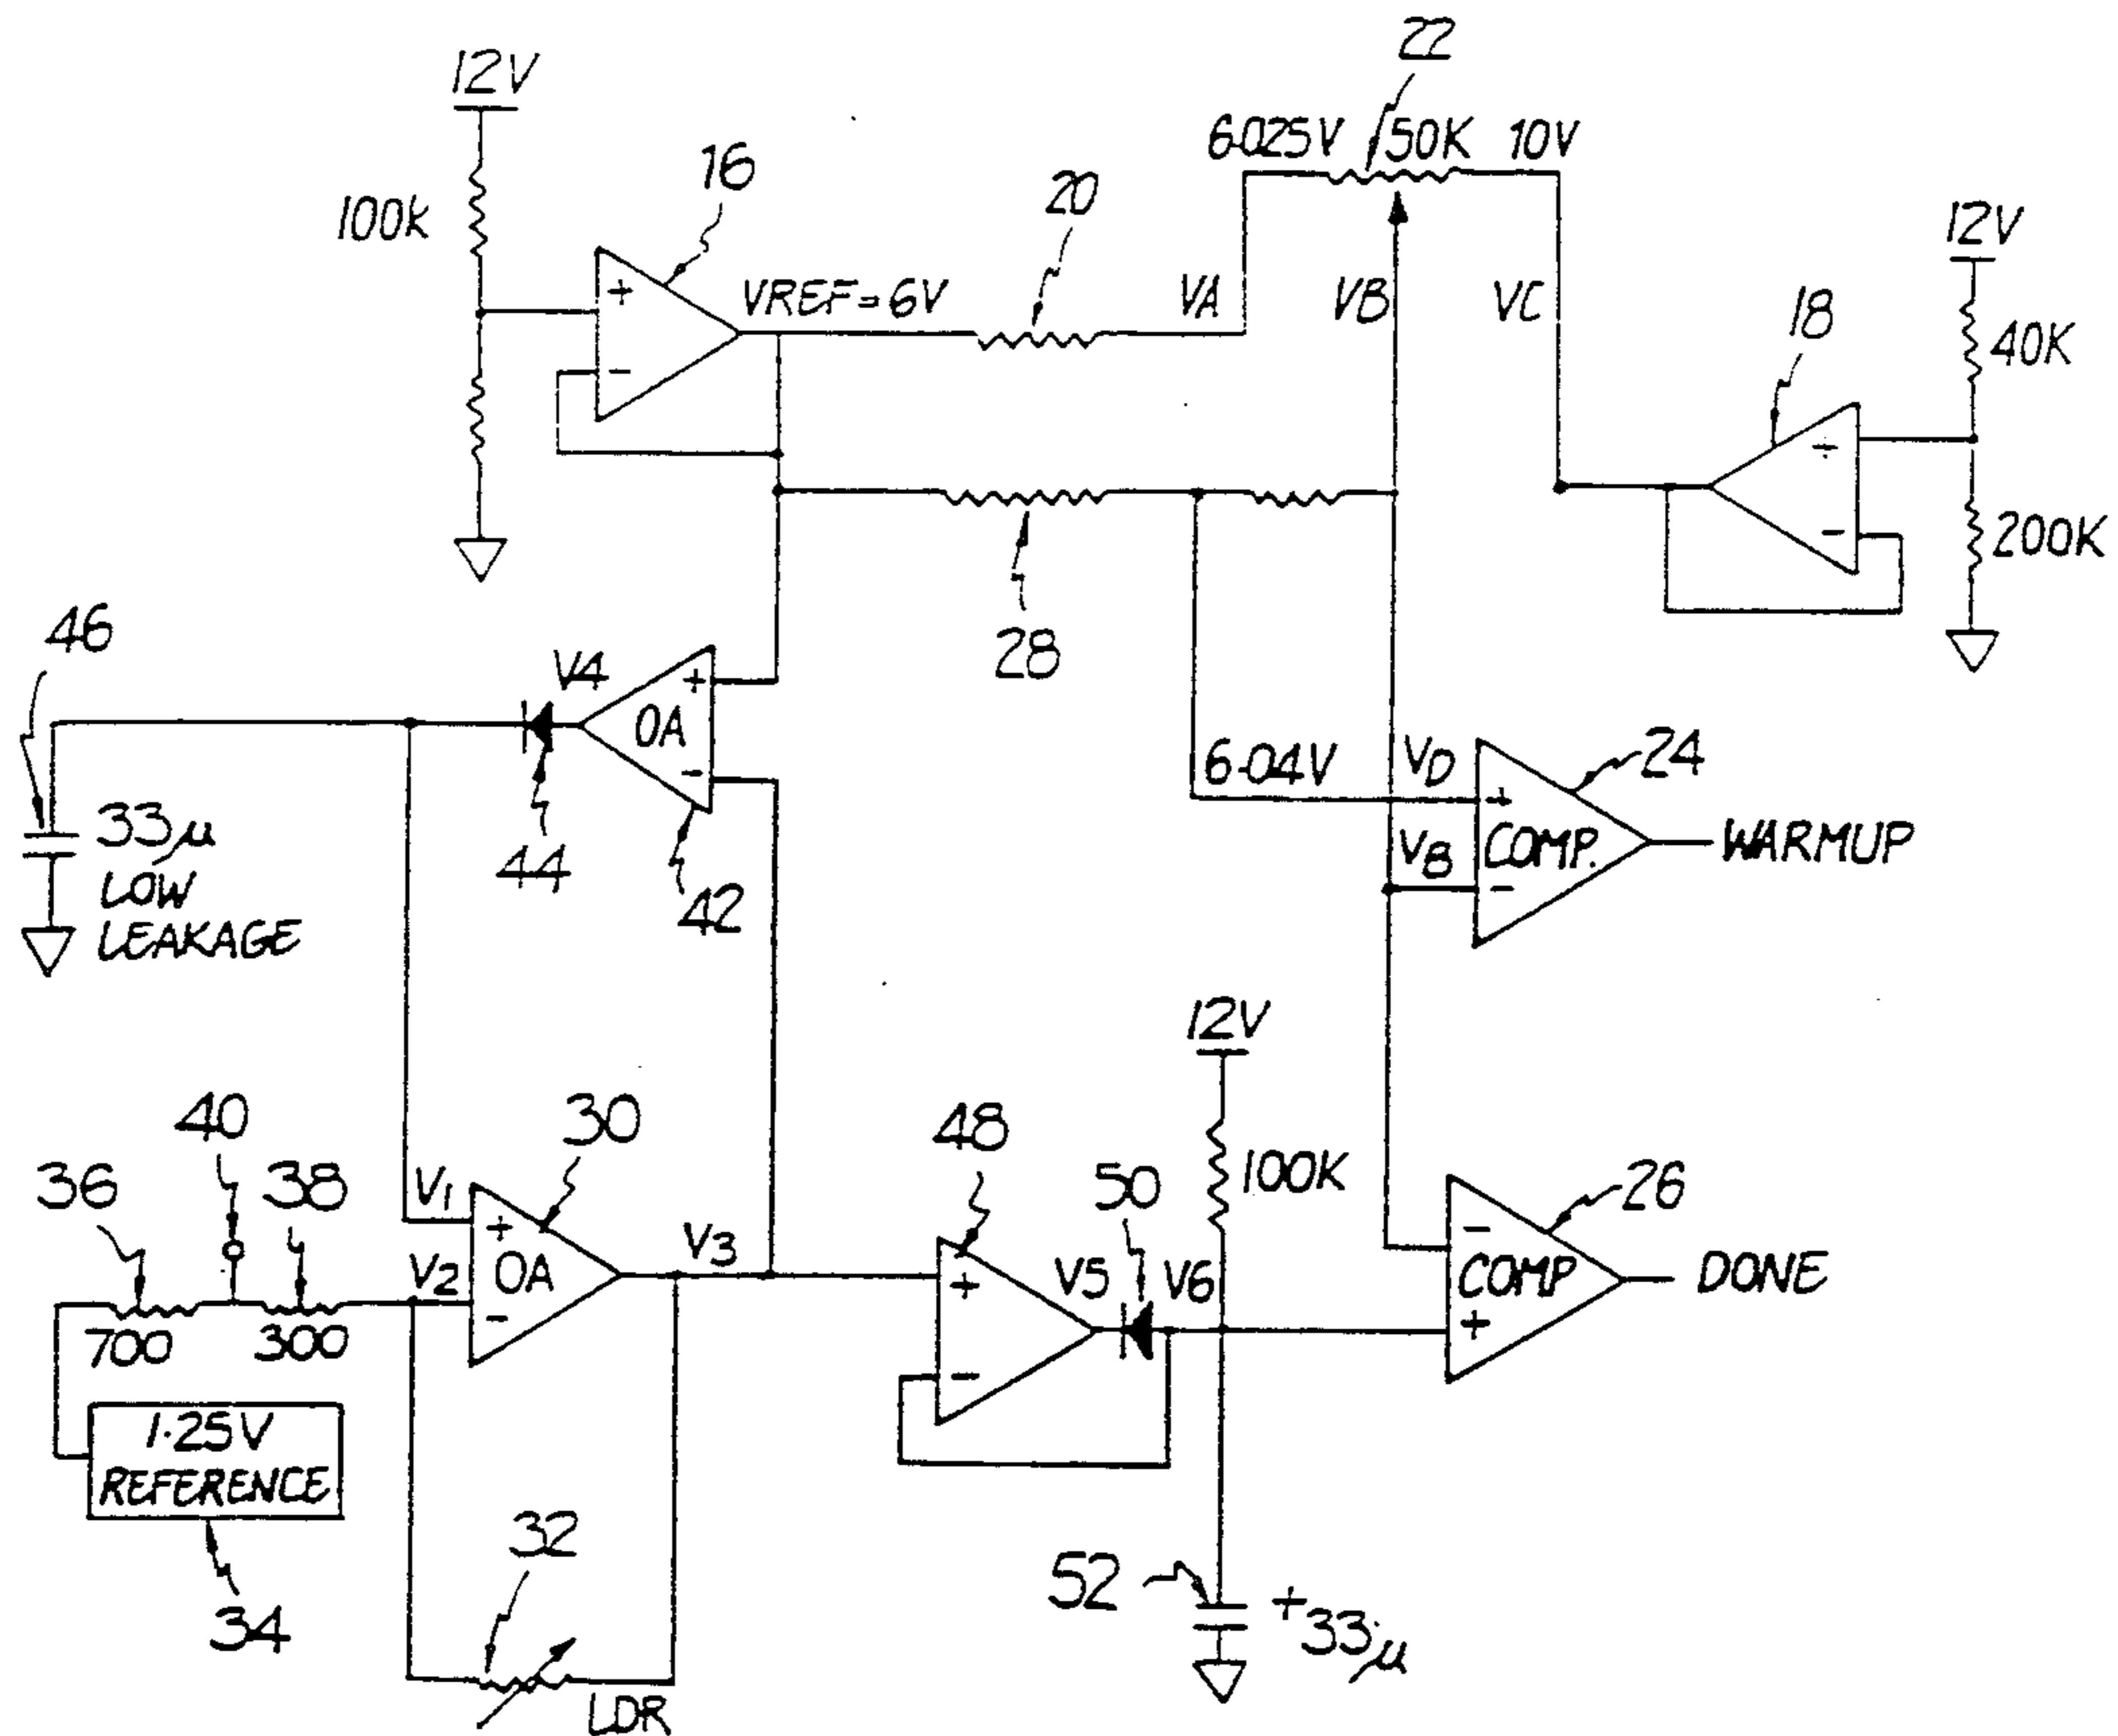 22
12V
6.025V 50K 10V
16
20
12V
100K
VREF=6V
VA
VB
VC
18
40K
200K
+
-
+
-
46
V4
+
OA
-
28
24
6.04V
VD
+
33μ
LOW
LEAKAGE
44
42
VB
COMP.
-
WARMUP
12V
40
30
48
36
38
V1
100K
50
26
+
OA
-
V2
V3
+
-
V5
V6
-
COMP
+
DONE
700
300
1.25V
REFERENCE
32
52
+33μ
34
LDR